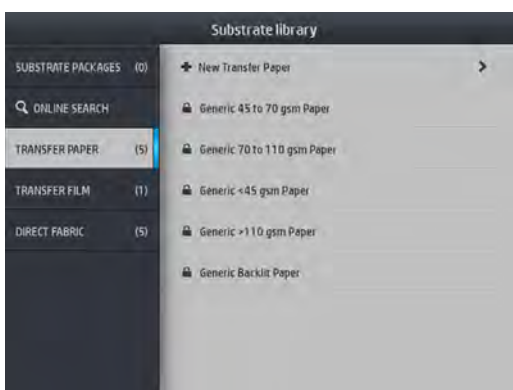 Substrate library
SUBSTRATE PACKAGES (0)
ONLINE SEARCH
TRANSFER PAPER (5)
TRANSFER FILM (1)
DIRECT FABRIC (5)
New Transfer Paper
Generic 45 to 70 gsm Paper
Generic 70 to 110 gsm Paper
Generic <45 gsm Paper
Generic >110 gsm Paper
Generic Backlit Paper